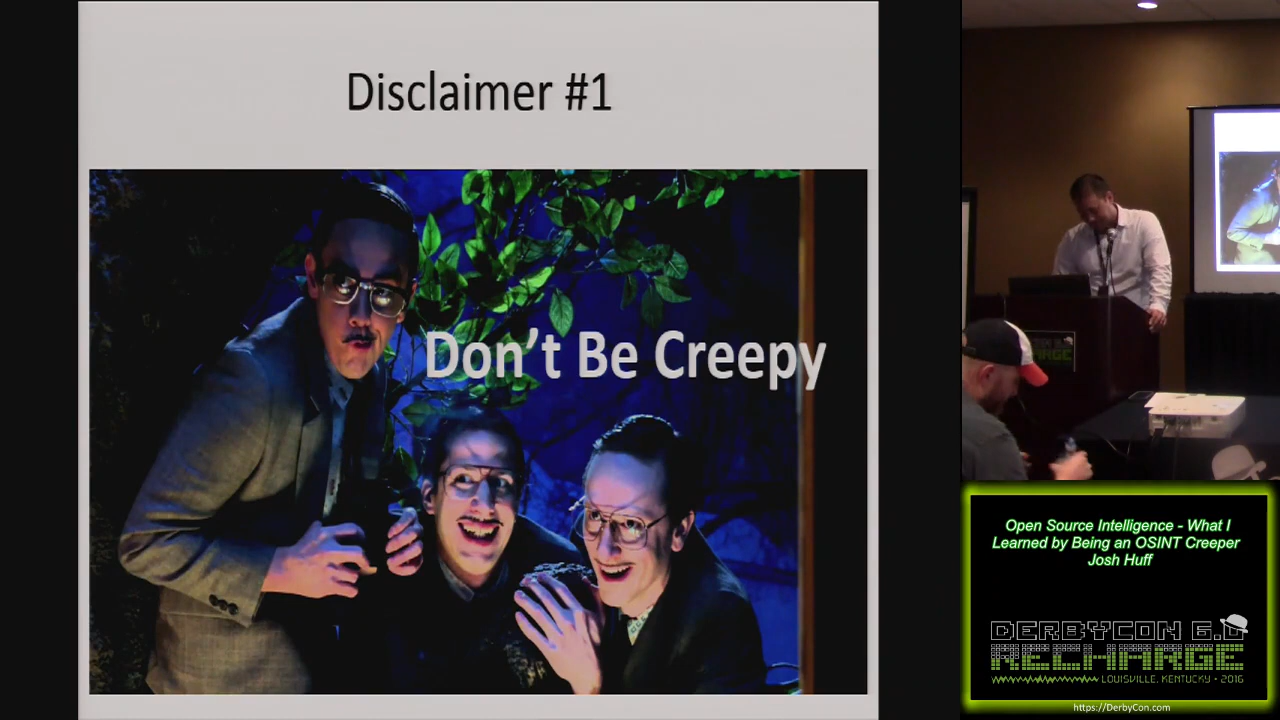 Disclaimer #1
Don't Be Creepy
Open Source Intelligence - What I
Learned by Being an OSINT Creeper
Josh Huff
DERBYCON 6.0
RECHARGE
LOUISVILLE, KENTUCKY • 2016
https://DerbyCon.com